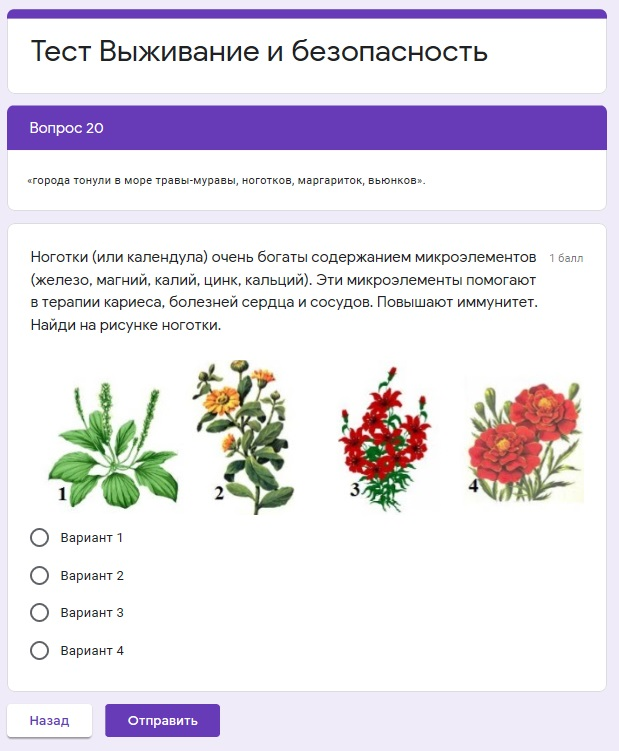 Тест Выживание и безопасность
Вопрос 20
«города тонули в море травы-муравы, ноготков, маргариток, вьюнков».
Ноготки (или календула) очень богаты содержанием микроэлементов 1 балл
(железо, магний, калий, цинк, кальций). Эти микроэлементы помогают
в терапии кариеса, болезней сердца и сосудов. Повышают иммунитет.
Найди на рисунке ноготки.
1 2 3 4
Вариант 1
Вариант 2
Вариант 3
Вариант 4
Назад Отправить